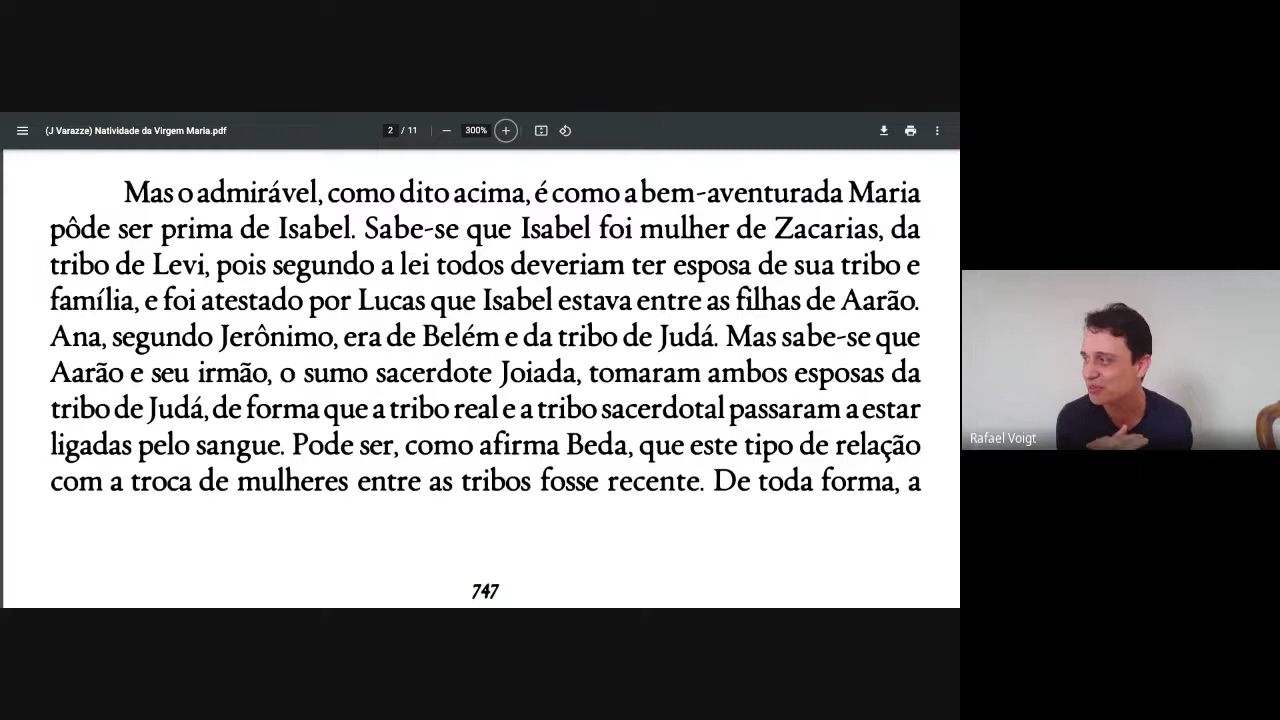 (J Varazze) Natividade da Virgem Maria.pdf
2 / 11
300%
Mas o admirável, como dito acima, é como a bem-aventurada Maria
pôde ser prima de Isabel. Sabe-se que Isabel foi mulher de Zacarias, da
tribo de Levi, pois segundo a lei todos deveriam ter esposa de sua tribo e
família, e foi atestado por Lucas que Isabel estava entre as filhas de Aarão.
Ana, segundo Jerônimo, era de Belém e da tribo de Judá. Mas sabe-se que
Aarão e seu irmão, o sumo sacerdote Joiada, tomaram ambos esposas da
tribo de Judá, de forma que a tribo real e a tribo sacerdotal passaram a estar
ligadas pelo sangue. Pode ser, como afirma Beda, que este tipo de relação
com a troca de mulheres entre as tribos fosse recente. De toda forma, a
747
Rafael Voigt